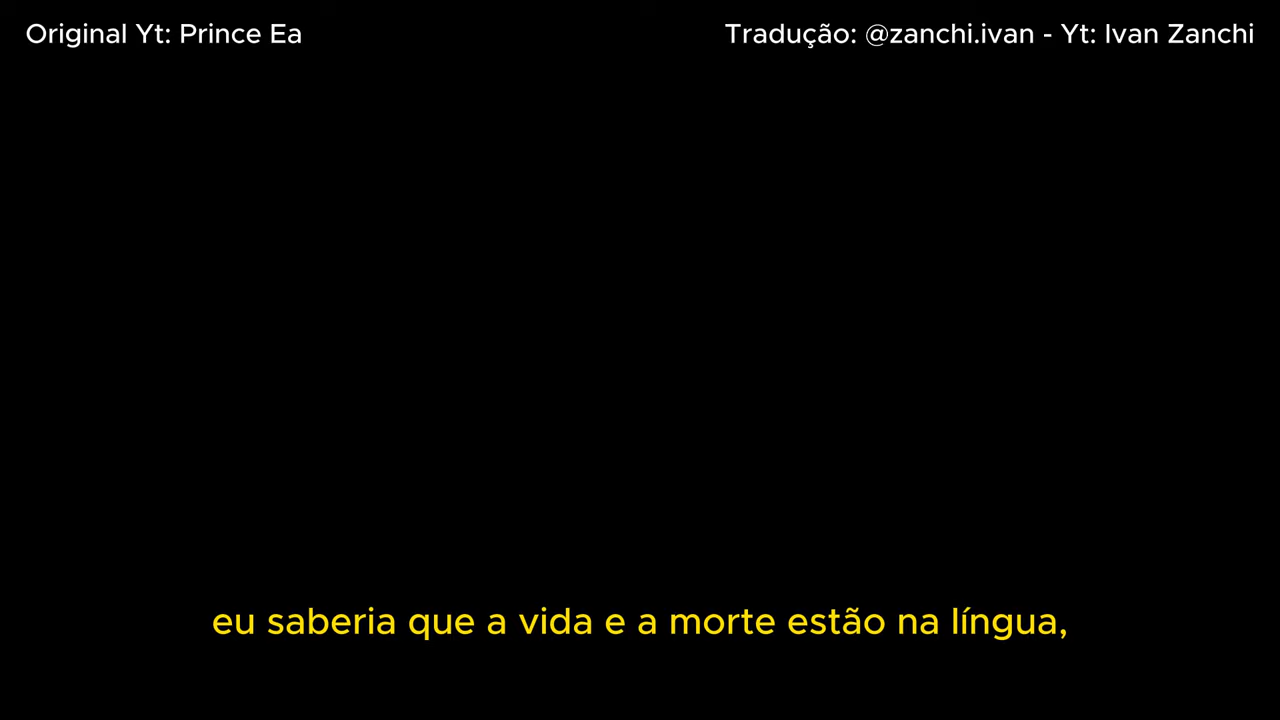 Original Yt: Prince Ea
Tradução: @zanchi.ivan - Yt: Ivan Zanchi
eu saberia que a vida e a morte estão na língua,